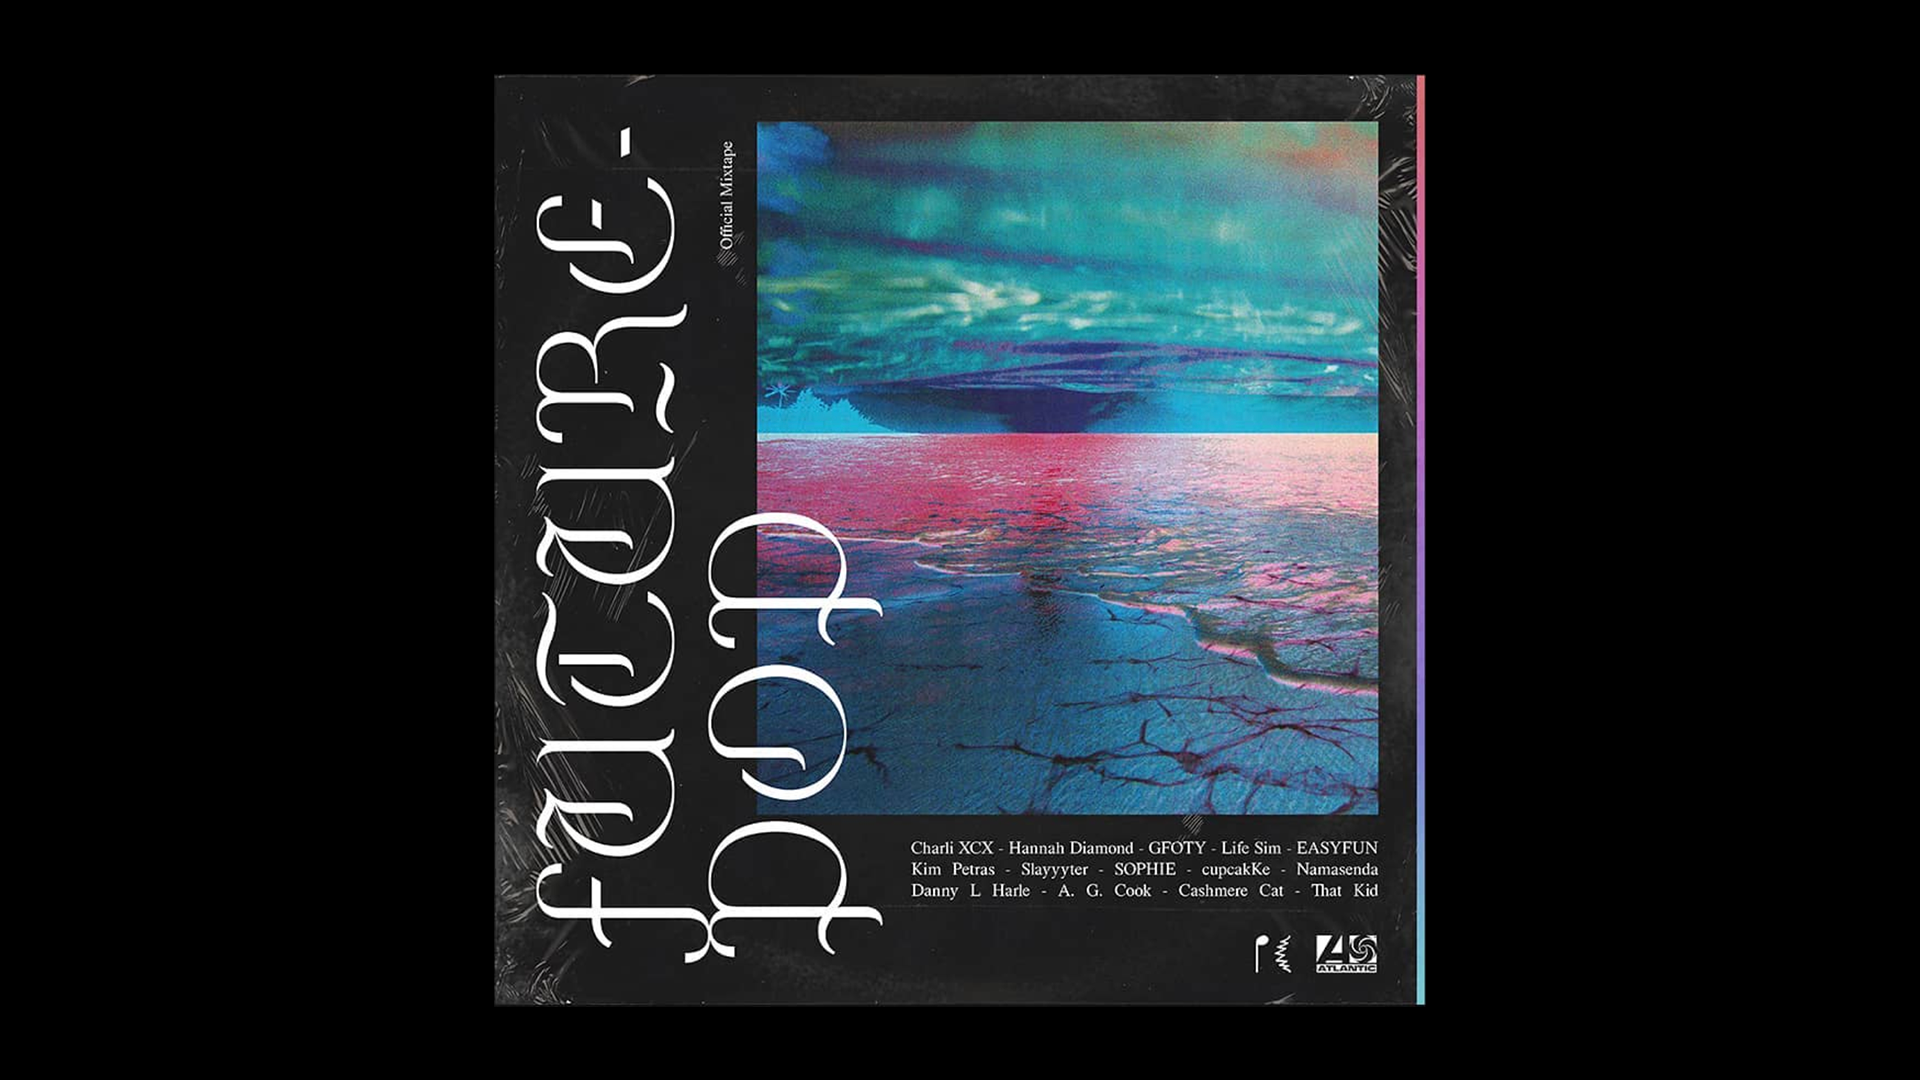 future-
pop
Official Mixtape
Charli XCX - Hannah Diamond - GFOTY - Life Sim - EASYFUN
Kim Petras - Slayyyter - SOPHIE - cupcakKe - Namasenda
Danny L Harle - A. G. Cook - Cashmere Cat - That Kid
ATLANTIC